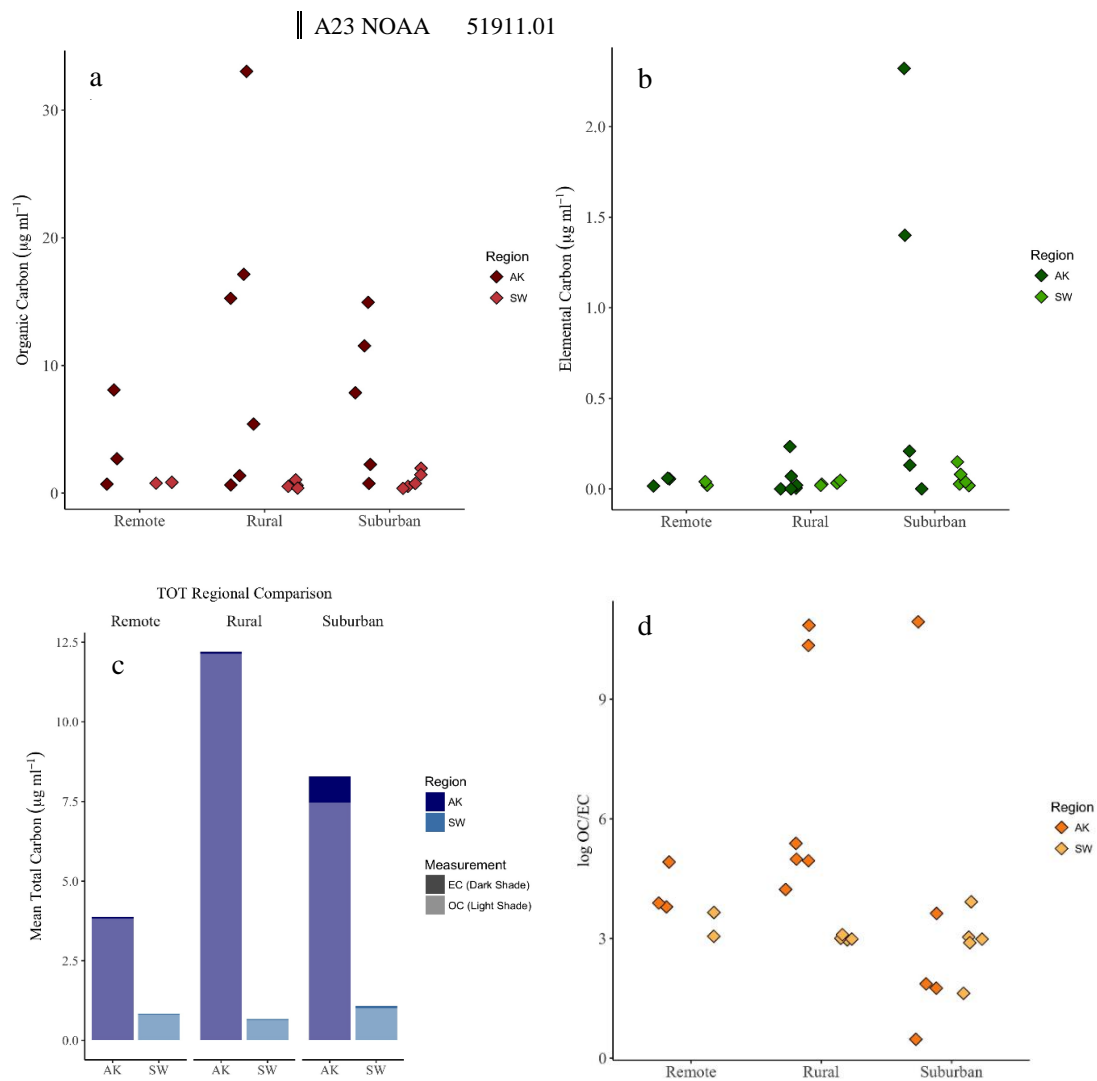 A23 NOAA 51911.01
a
30
20
10
0
Organic Carbon (μg ml⁻¹)
Remote Rural Suburban
Region
AK
SW
b
2.0
1.5
1.0
0.5
0.0
Elemental Carbon (μg ml⁻¹)
Remote Rural Suburban
Region
AK
SW
TOT Regional Comparison
Remote Rural Suburban
c
12.5
10.0
7.5
5.0
2.5
0.0
Mean Total Carbon (μg ml⁻¹)
AK SW AK SW AK SW
Region
AK
SW
Measurement
EC (Dark Shade)
OC (Light Shade)
d
9
6
3
0
log OC/EC
Remote Rural Suburban
Region
AK
SW